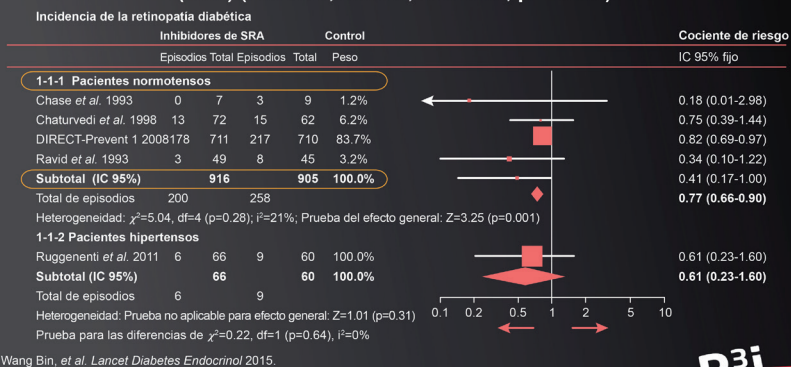 Incidencia de la retinopatía diabética
Inhibidores de SRA Control Cociente de riesgo
Episodios Total Episodios Total Peso IC 95% fijo
1-1-1 Pacientes normotensos
Chase et al. 1993 0 7 3 9 1.2% 0.18 (0.01-2.98)
Chaturvedi et al. 1998 13 72 15 62 6.2% 0.75 (0.39-1.44)
DIRECT-Prevent 1 2008178 711 217 710 83.7% 0.82 (0.69-0.97)
Ravid et al. 1993 3 49 8 45 3.2% 0.34 (0.10-1.22)
Subtotal (IC 95%) 916 905 100.0% 0.41 (0.17-1.00)
Total de episodios 200 258 0.77 (0.66-0.90)
Heterogeneidad: χ²=5.04, df=4 (p=0.28); i²=21%; Prueba del efecto general: Z=3.25 (p=0.001)
1-1-2 Pacientes hipertensos
Ruggenenti et al. 2011 6 66 9 60 100.0% 0.61 (0.23-1.60)
Subtotal (IC 95%) 66 60 100.0% 0.61 (0.23-1.60)
Total de episodios 6 9
Heterogeneidad: Prueba no aplicable para efecto general: Z=1.01 (p=0.31)
0.1 0.2 0.5 1 2 5 10
Prueba para las diferencias de χ²=0.22, df=1 (p=0.64), i²=0%
Wang Bin, et al. Lancet Diabetes Endocrinol 2015.